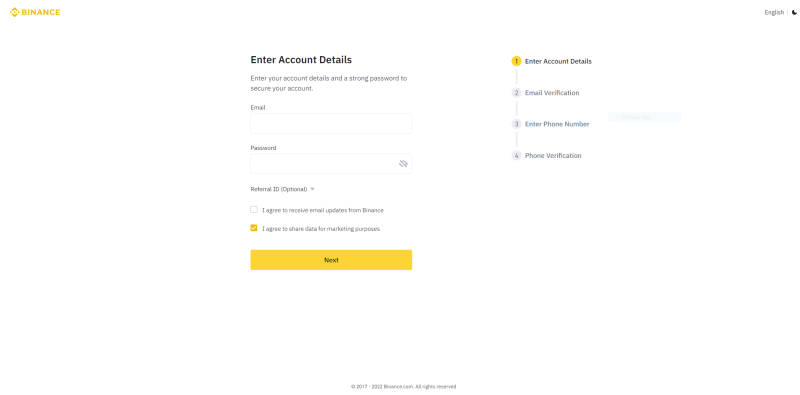 BINANCE
English
Enter Account Details
Enter your account details and a strong password to
secure your account.
Email
Password
Referral ID (Optional)
I agree to receive email updates from Binance
I agree to share data for marketing purposes
Next
1 Enter Account Details
2 Email Verification
3 Enter Phone Number
4 Phone Verification
© 2017 - 2022 Binance.com. All rights reserved